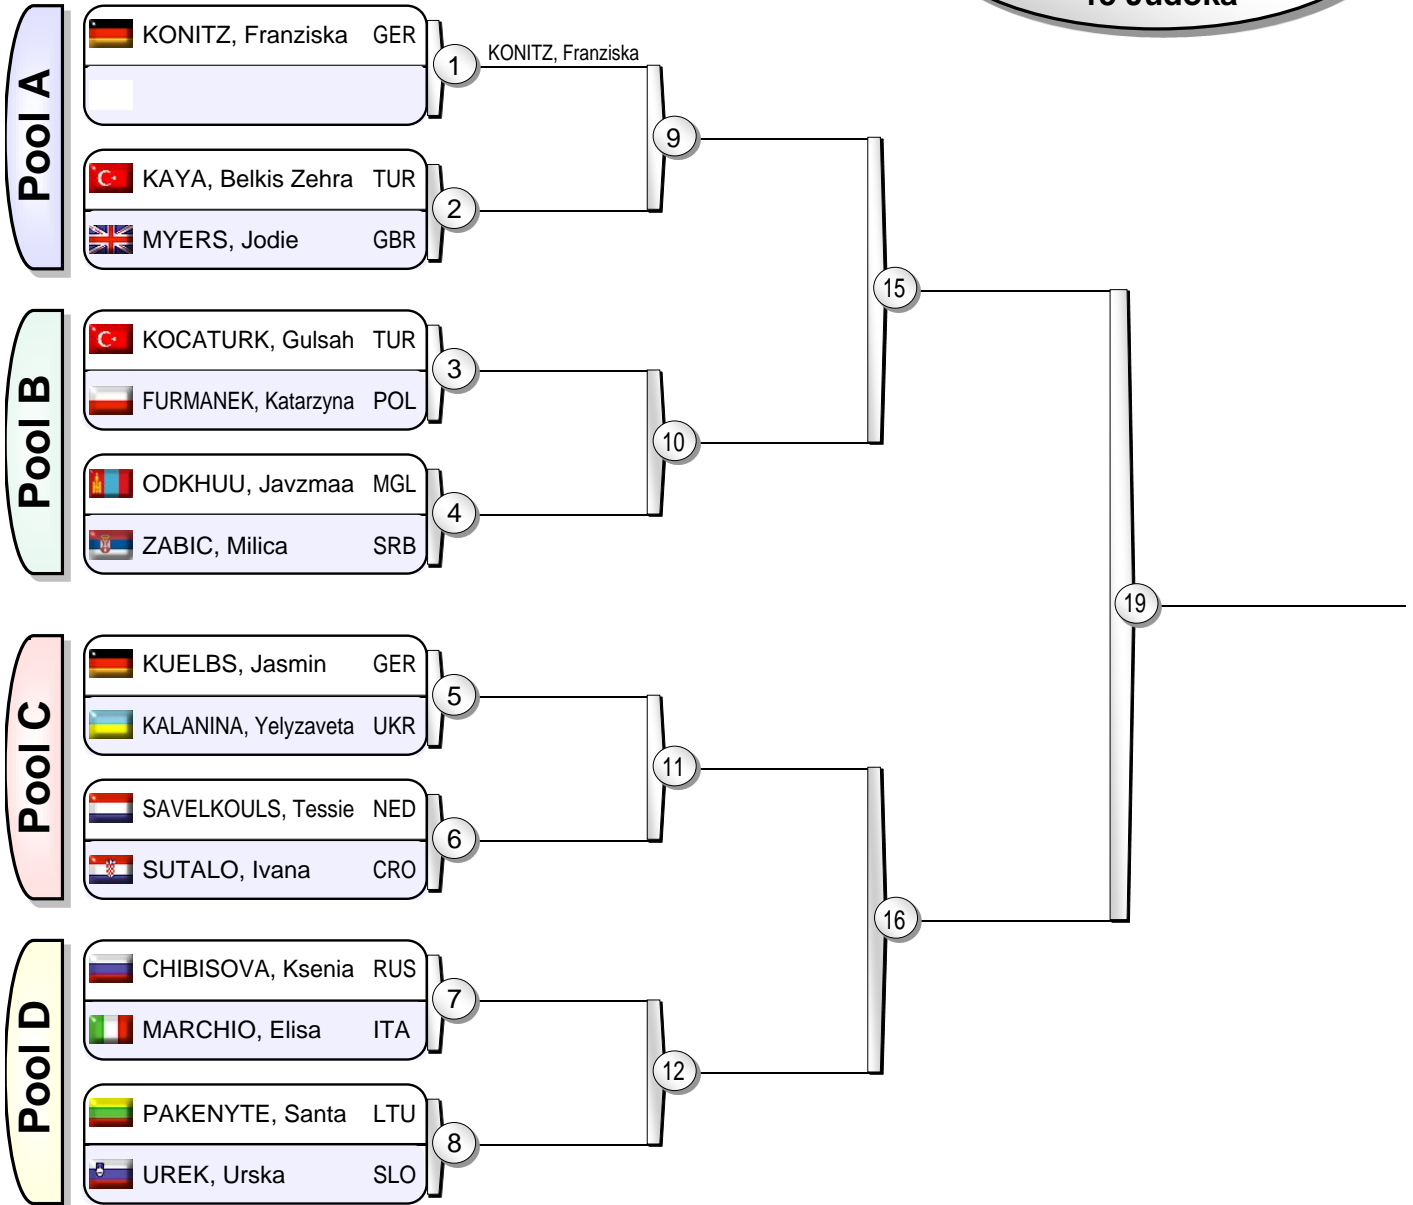 Pool A
KONITZ, Franziska GER
1
KONITZ, Franziska
9
KAYA, Belkis Zehra TUR
2
MYERS, Jodie GBR
15
Pool B
KOCATURK, Gulsah TUR
3
FURMANEK, Katarzyna POL
10
ODKHUU, Javzmaa MGL
4
ZABIC, Milica SRB
19
Pool C
KUELBS, Jasmin GER
5
KALANINA, Yelyzaveta UKR
11
SAVELKOULS, Tessie NED
6
SUTALO, Ivana CRO
16
Pool D
CHIBISOVA, Ksenia RUS
7
MARCHIO, Elisa ITA
12
PAKENYTE, Santa LTU
8
UREK, Urska SLO